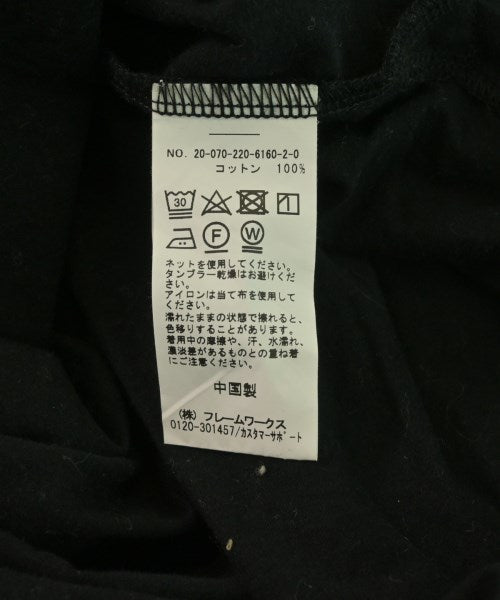 NO. 20-070-220-6160-2-0
コットン 100%
30
F W
ネットを使用してください。
タンブラー乾燥はお避けくだ
さい。
アイロンは当て布を使用して
ください。
濡れたままの状態で擦れると、
色移りすることがあります。
着用中の摩擦や、汗、水濡れ、
濃淡差があるものとの重ね着
にご注意ください。
中国製
(株) フレームワークス
0120-301457/カスタマーサポート